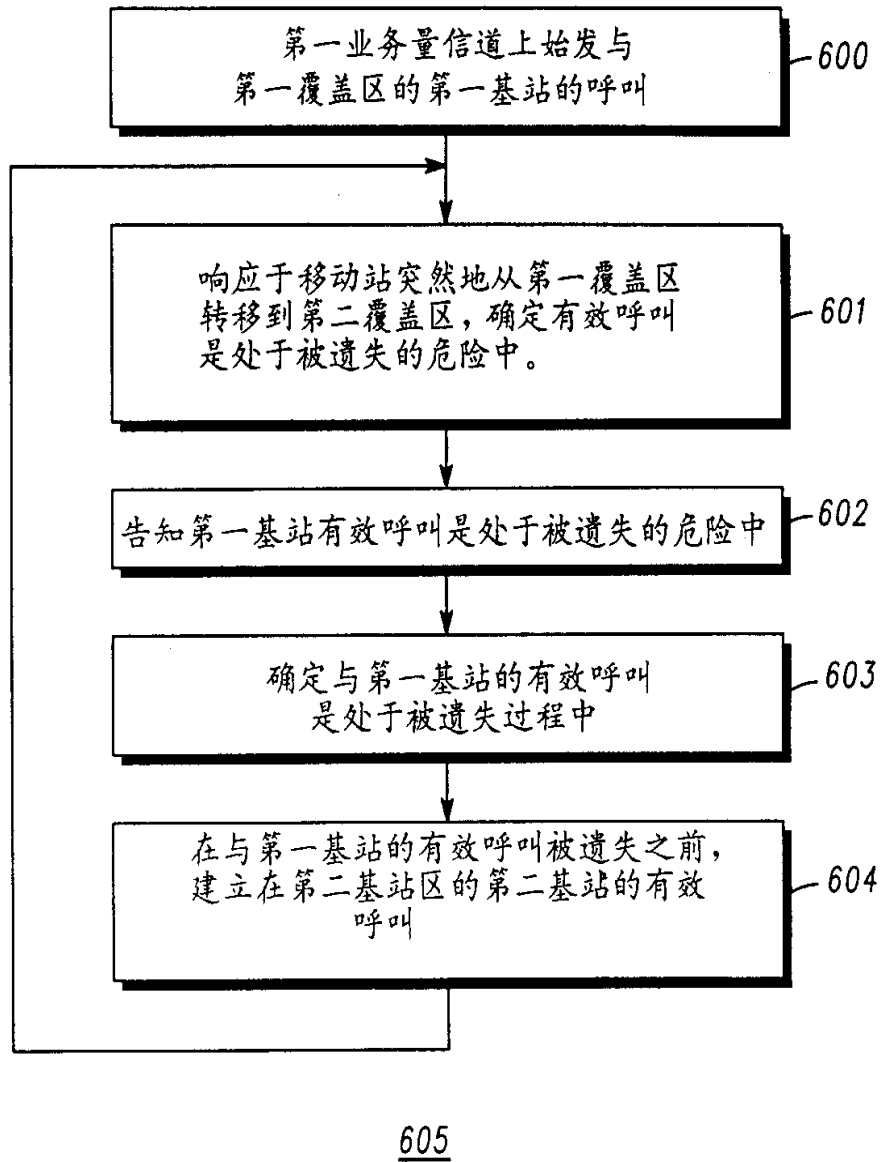 第一业务量信道上始发与
第一覆盖区的第一基站的呼叫
600
响应于移动站突然地从第一覆盖区
转移到第二覆盖区，确定有效呼叫
是处于被遗失的危险中。
601
告知第一基站有效呼叫是处于被遗失的危险中
602
确定与第一基站的有效呼叫
是处于被遗失过程中
603
在与第一基站的有效呼叫被遗失之前，
建立在第二基站区的第二基站的有效
呼叫
604
605